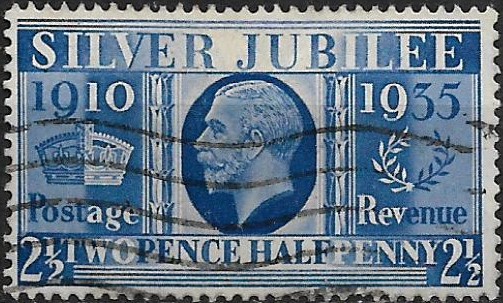 SILVER JUBILEE
1910 1935
Postage Revenue
2½ TWOPENCE HALFPENNY 2½